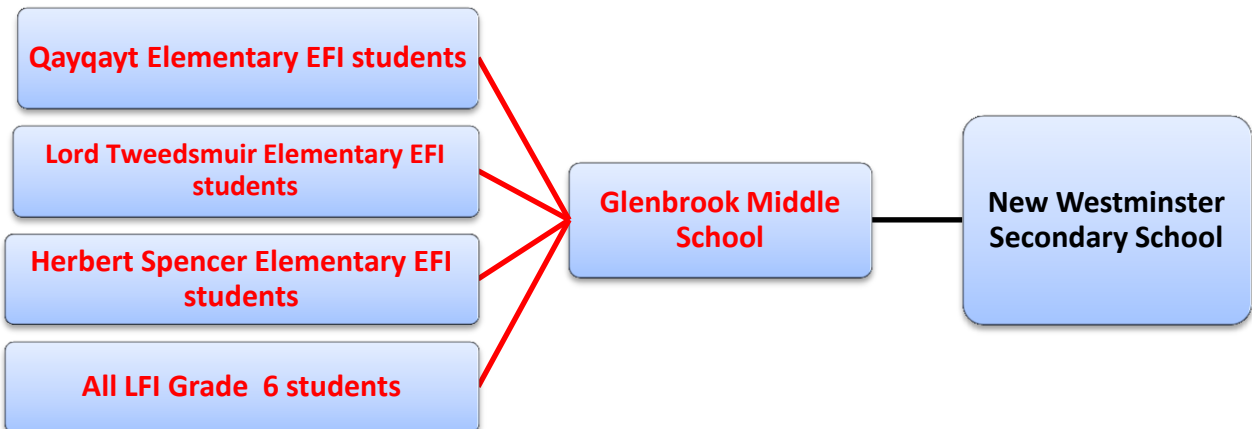 Qayqayt Elementary EFI students
Lord Tweedsmuir Elementary EFI
students
Herbert Spencer Elementary EFI
students
All LFI Grade  6 students
Glenbrook Middle
School
New Westminster
Secondary School